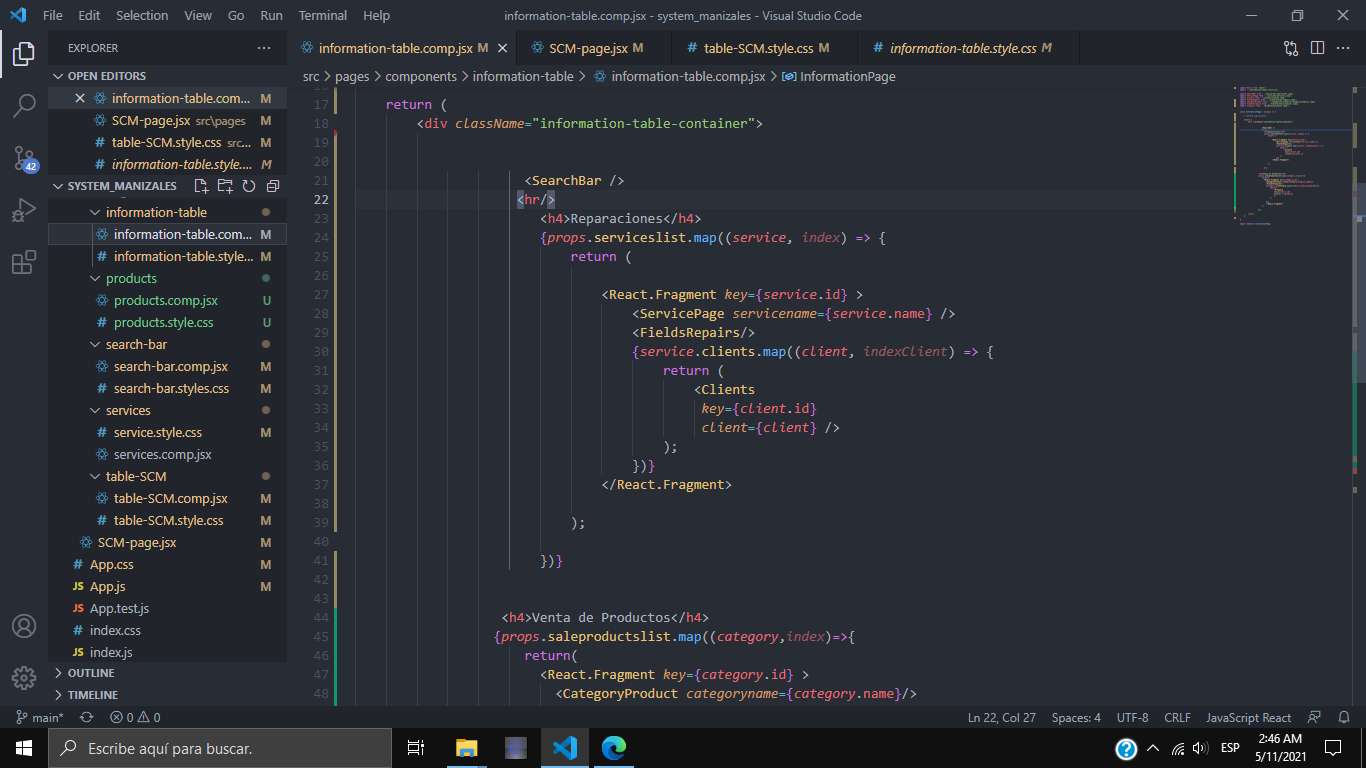 File Edit Selection View Go Run Terminal Help information-table.comp.jsx - system_manizales - Visual Studio Code
EXPLORER
OPEN EDITORS
information-table.com... M
SCM-page.jsx src\pages M
table-SCM.style.css src... M
information-table.style.... M
SYSTEM_MANIZALES
information-table
information-table.com... M
information-table.style... M
products
products.comp.jsx U
products.style.css U
search-bar
search-bar.comp.jsx M
search-bar.styles.css M
services
service.style.css M
services.comp.jsx
table-SCM
table-SCM.comp.jsx M
table-SCM.style.css M
SCM-page.jsx M
App.css M
JS App.js M
JS App.test.js
index.css
JS index.js
OUTLINE
TIMELINE
42
information-table.comp.jsx M SCM-page.jsx M # table-SCM.style.css M # information-table.style.css M
src > pages > components > information-table > information-table.comp.jsx > InformationPage
17 return (
18 <div className="information-table-container">
19
20
21 <SearchBar />
22 <hr/>
23 <h4>Reparaciones</h4>
24 {props.serviceslist.map((service, index) => {
25 return (
26
27 <React.Fragment key={service.id} >
28 <ServicePage servicename={service.name} />
29 <FieldsRepairs/>
30 {service.clients.map((client, indexClient) => {
31 return (
32 <Clients
33 key={client.id}
34 client={client} />
35 );
36 })}
37 </React.Fragment>
38
39 );
40
41 })}
42
43
44 <h4>Venta de Productos</h4>
45 {props.saleproductslist.map((category,index)=>{
46 return(
47 <React.Fragment key={category.id} >
48 <CategoryProduct categoryname={category.name}/>
main* 0 0 Ln 22, Col 27 Spaces: 4 UTF-8 CRLF JavaScript React
Escribe aquí para buscar. ESP 2:46 AM
5/11/2021